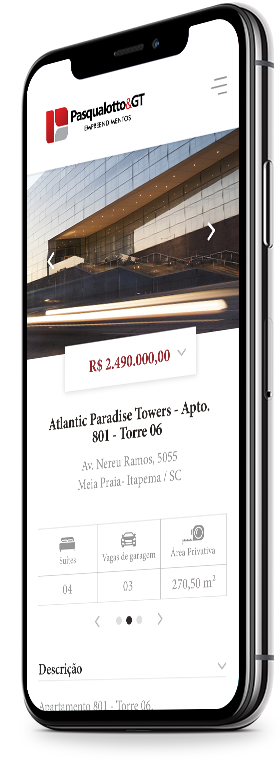 Pasqualotto&GT
EMPREENDIMENTOS
R$ 2.490.000,00
Atlantic Paradise Towers - Apto.
801 - Torre 06
Av. Nereu Ramos, 5055
Meia Praia- Itapema / SC
Suítes
Vagas de garagem
Área Privativa
04
03
270,50 m²
Descrição
Apartamento 801 - Torre 06,